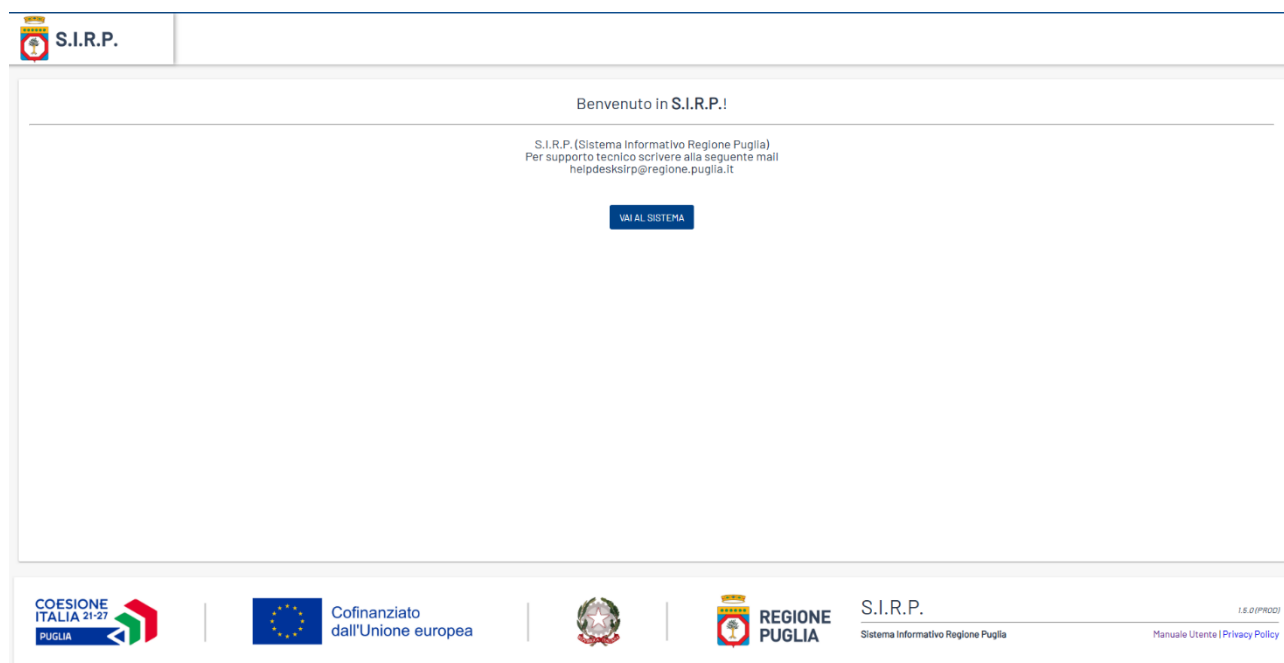 S.I.R.P.
Benvenuto in S.I.R.P.!
S.I.R.P. (Sistema Informativo Regione Puglia)
Per supporto tecnico scrivere alla seguente mail
helpdesksirp@regione.puglia.it
VAI AL SISTEMA
COESIONE
ITALIA 21-27
PUGLIA
Cofinanziato
dall'Unione europea
REGIONE
PUGLIA
S.I.R.P.
Sistema Informativo Regione Puglia
1.5.0 (PROD)
Manuale Utente | Privacy Policy